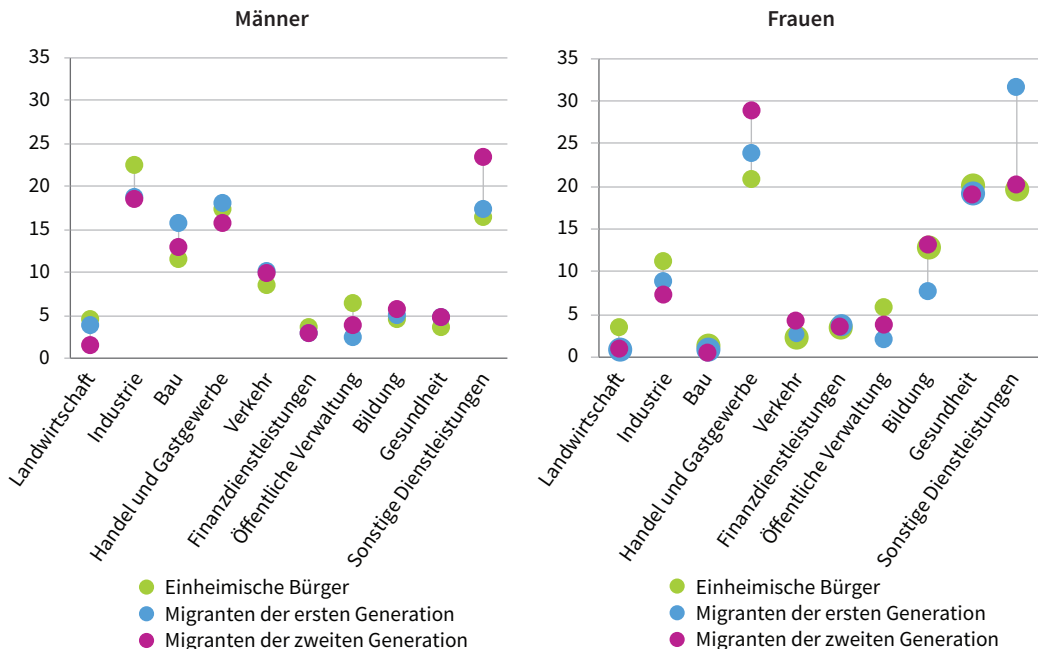 Männer
35
30
25
20
15
10
5
0
Landwirtschaft
Industrie
Bau
Handel und Gastgewerbe
Verkehr
Finanzdienstleistungen
Öffentliche Verwaltung
Bildung
Gesundheit
Sonstige Dienstleistungen
Einheimische Bürger
Migranten der ersten Generation
Migranten der zweiten Generation
Frauen
35
30
25
20
15
10
5
0
Landwirtschaft
Industrie
Bau
Handel und Gastgewerbe
Verkehr
Finanzdienstleistungen
Öffentliche Verwaltung
Bildung
Gesundheit
Sonstige Dienstleistungen
Einheimische Bürger
Migranten der ersten Generation
Migranten der zweiten Generation